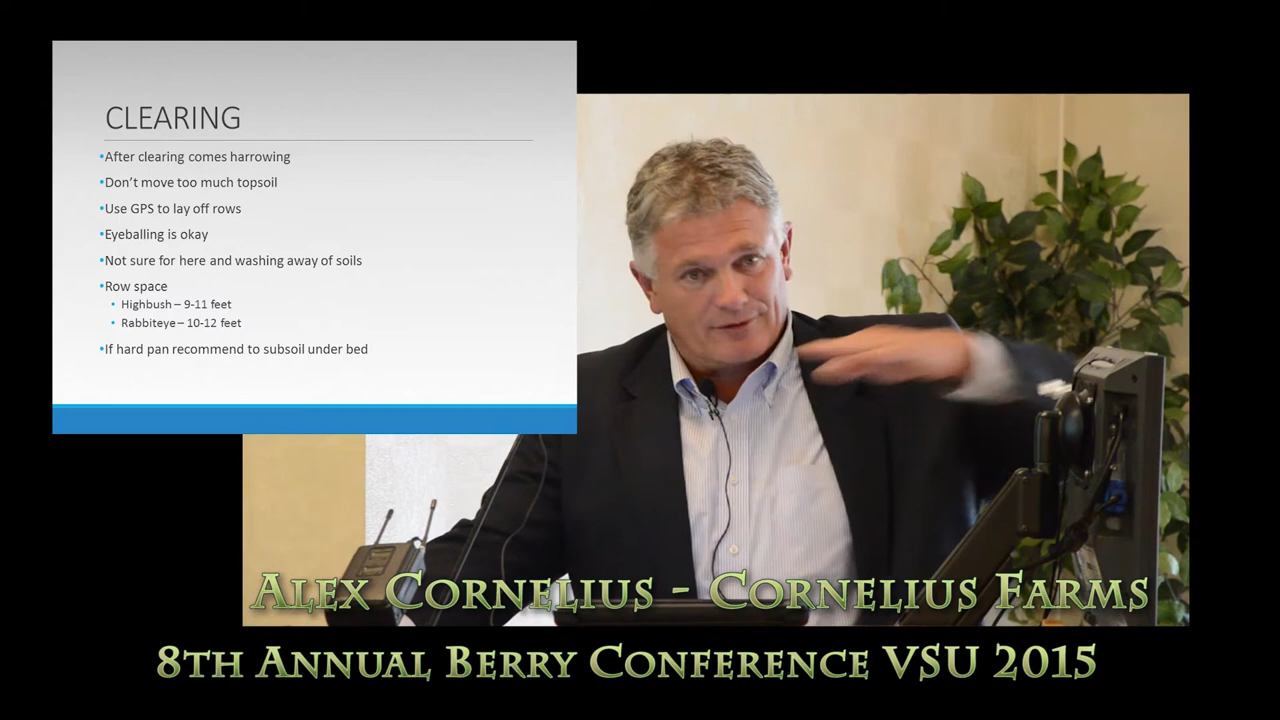 CLEARING
•After clearing comes harrowing
•Don't move too much topsoil
•Use GPS to lay off rows
•Eyeballing is okay
•Not sure for here and washing away of soils
•Row space
• Highbush – 9-11 feet
• Rabbiteye – 10-12 feet
•If hard pan recommend to subsoil under bed
ALEX CORNELIUS - CORNELIUS FARMS
8TH ANNUAL BERRY CONFERENCE VSU 2015